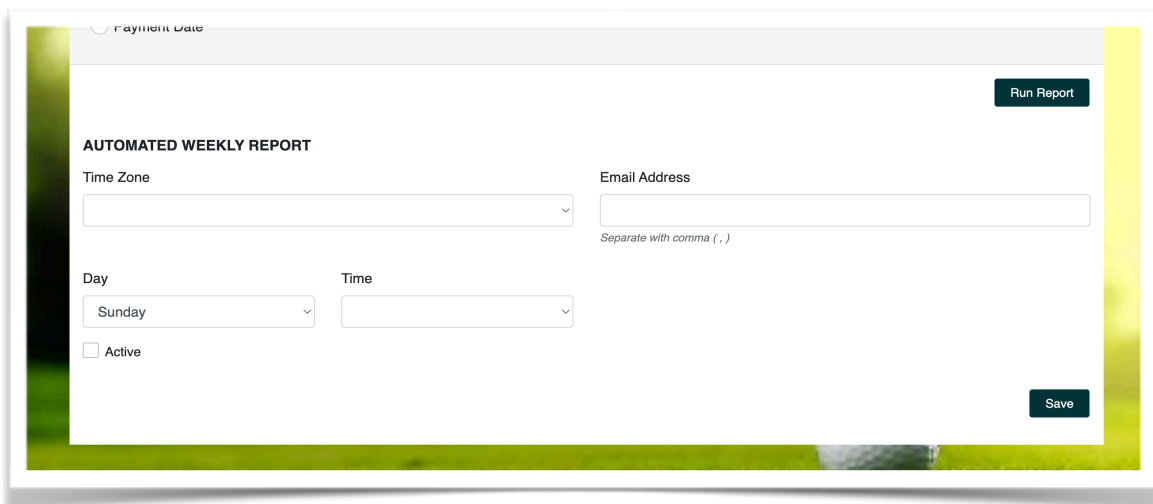 Payment Date
Run Report
AUTOMATED WEEKLY REPORT
Time Zone
Email Address
Separate with comma ( , )
Day
Time
Sunday
Active
Save